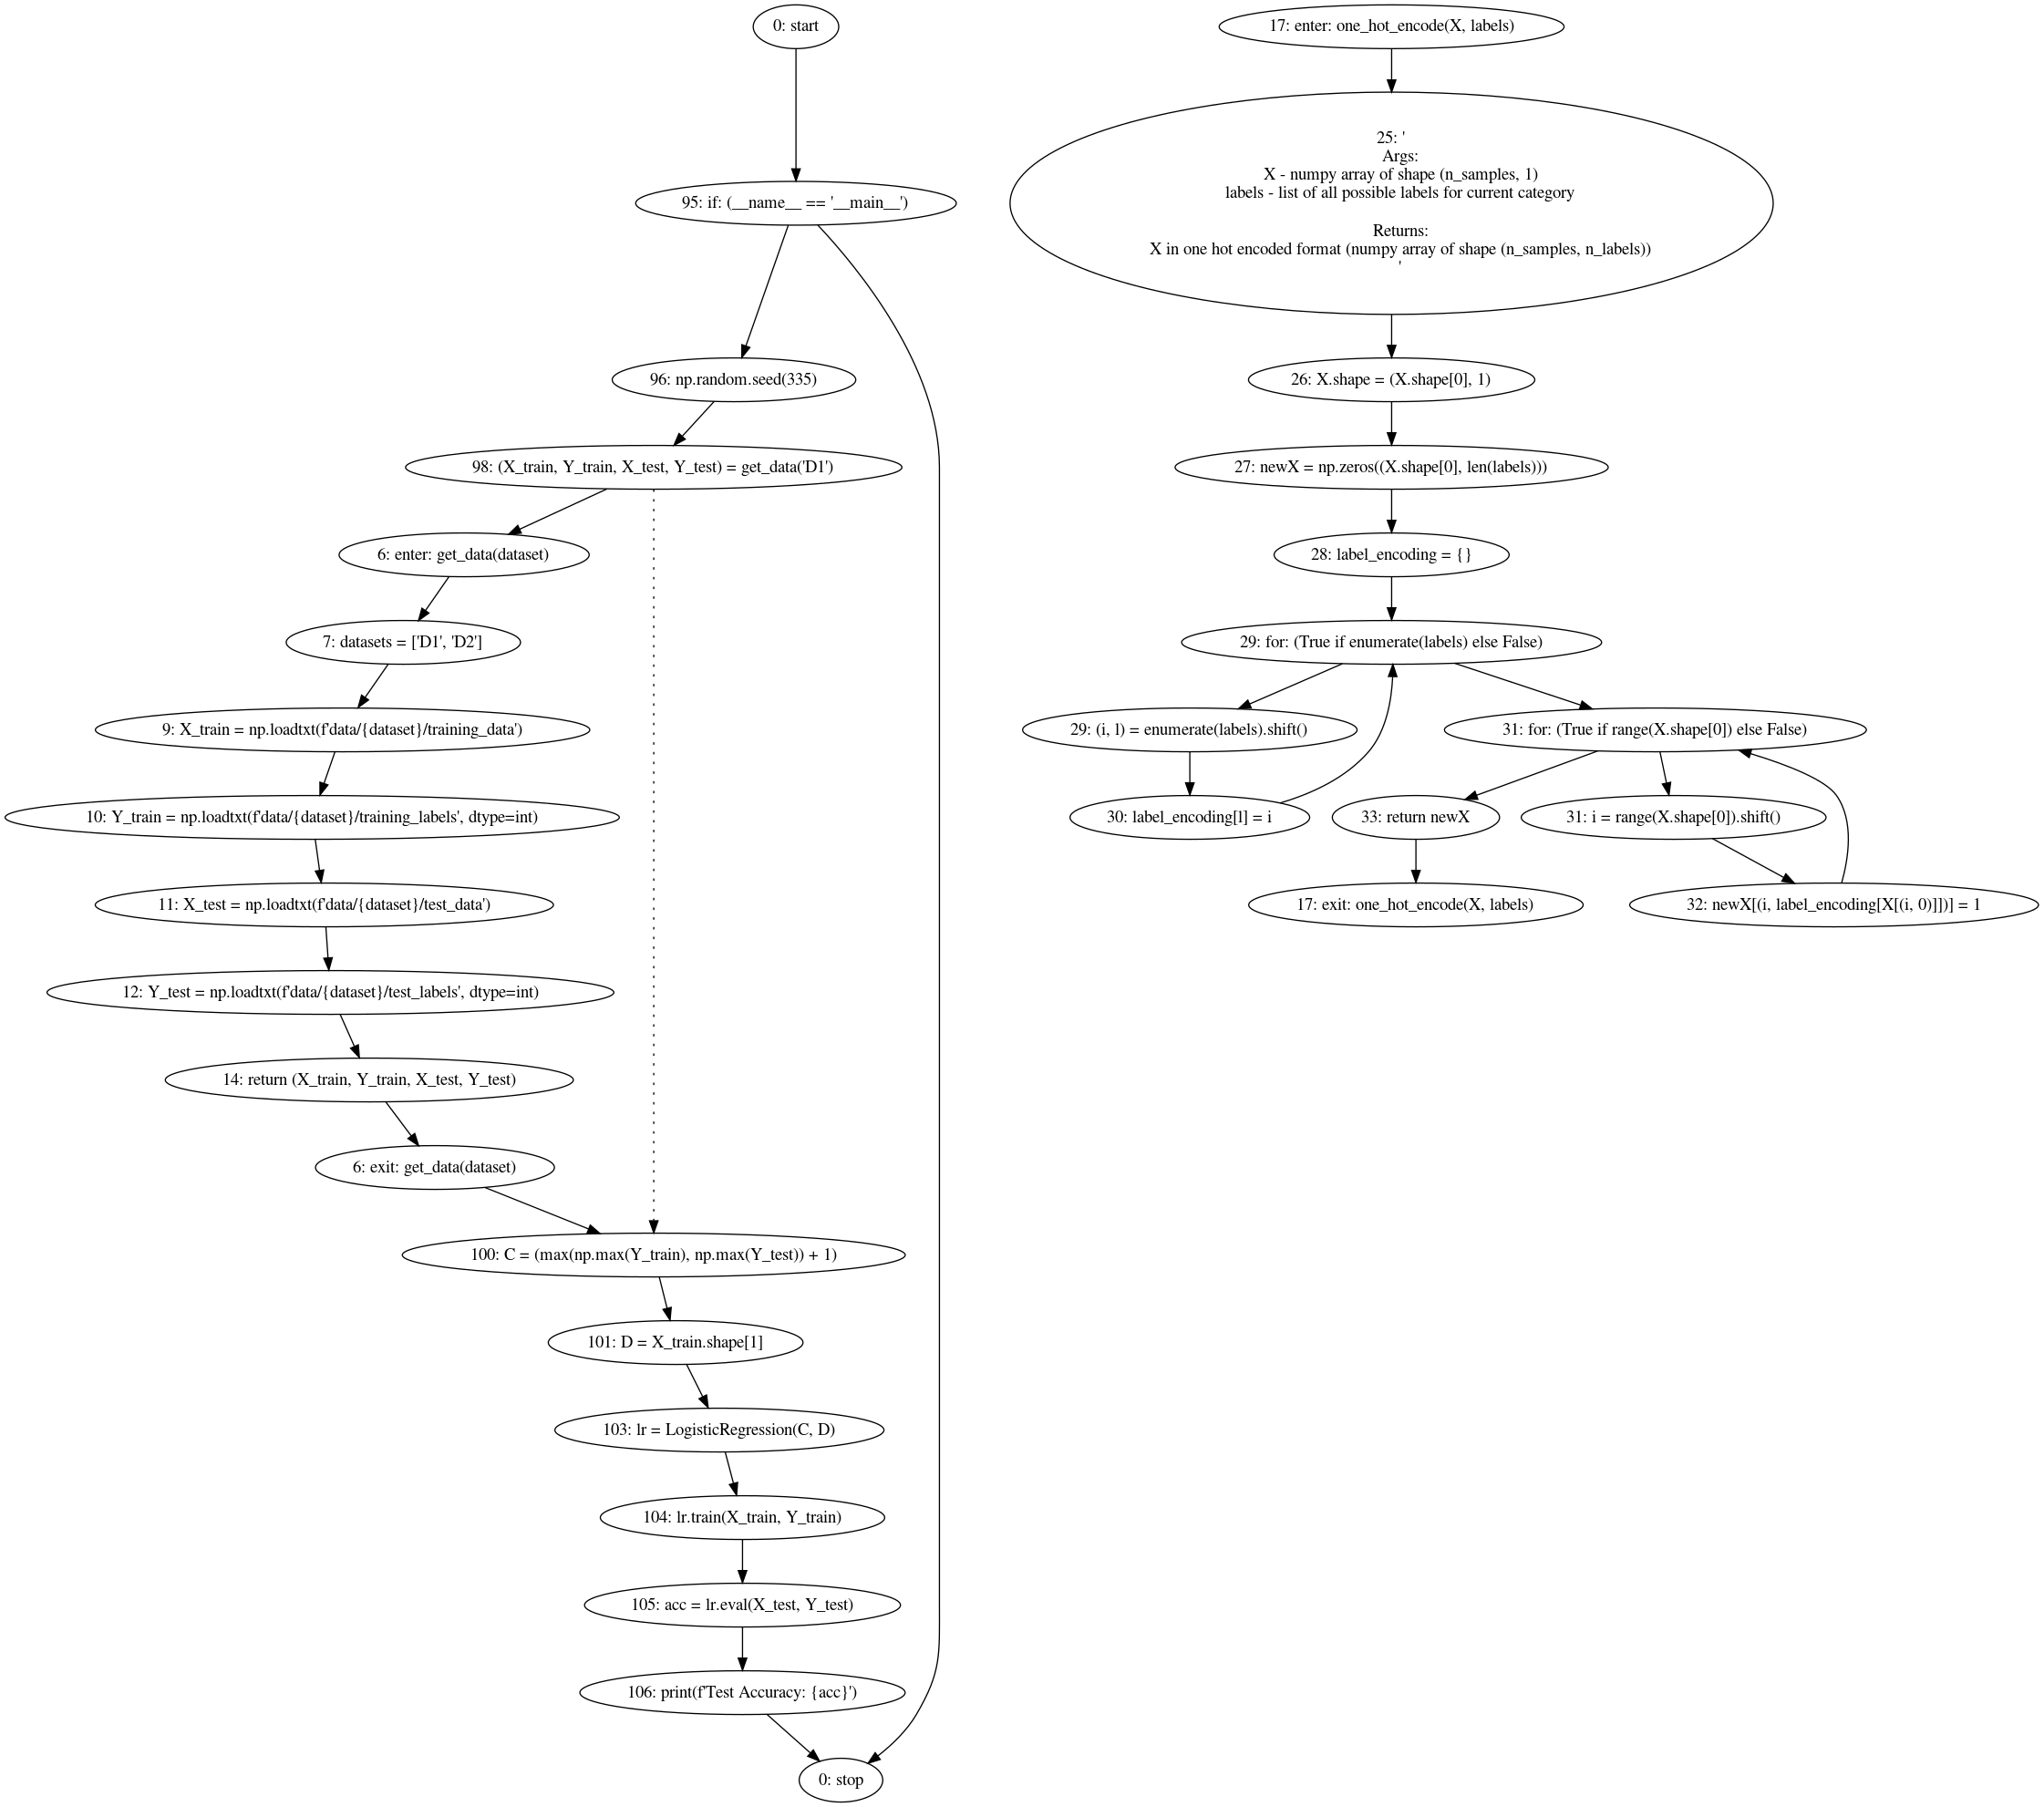 0: start
95: if: (__name__ == '__main__')
96: np.random.seed(335)
98: (X_train, Y_train, X_test, Y_test) = get_data('D1')
6: enter: get_data(dataset)
7: datasets = ['D1', 'D2']
9: X_train = np.loadtxt(f'data/{dataset}/training_data')
10: Y_train = np.loadtxt(f'data/{dataset}/training_labels', dtype=int)
11: X_test = np.loadtxt(f'data/{dataset}/test_data')
12: Y_test = np.loadtxt(f'data/{dataset}/test_labels', dtype=int)
14: return (X_train, Y_train, X_test, Y_test)
6: exit: get_data(dataset)
100: C = (max(np.max(Y_train), np.max(Y_test)) + 1)
101: D = X_train.shape[1]
103: lr = LogisticRegression(C, D)
104: lr.train(X_train, Y_train)
105: acc = lr.eval(X_test, Y_test)
106: print(f'Test Accuracy: {acc}')
0: stop
17: enter: one_hot_encode(X, labels)
25: '
Args:
X - numpy array of shape (n_samples, 1)
labels - list of all possible labels for current category
Returns:
X in one hot encoded format (numpy array of shape (n_samples, n_labels))
'
26: X.shape = (X.shape[0], 1)
27: newX = np.zeros((X.shape[0], len(labels)))
28: label_encoding = {}
29: for: (True if enumerate(labels) else False)
29: (i, l) = enumerate(labels).shift()
30: label_encoding[l] = i
31: for: (True if range(X.shape[0]) else False)
33: return newX
31: i = range(X.shape[0]).shift()
17: exit: one_hot_encode(X, labels)
32: newX[(i, label_encoding[X[(i, 0)]])] = 1